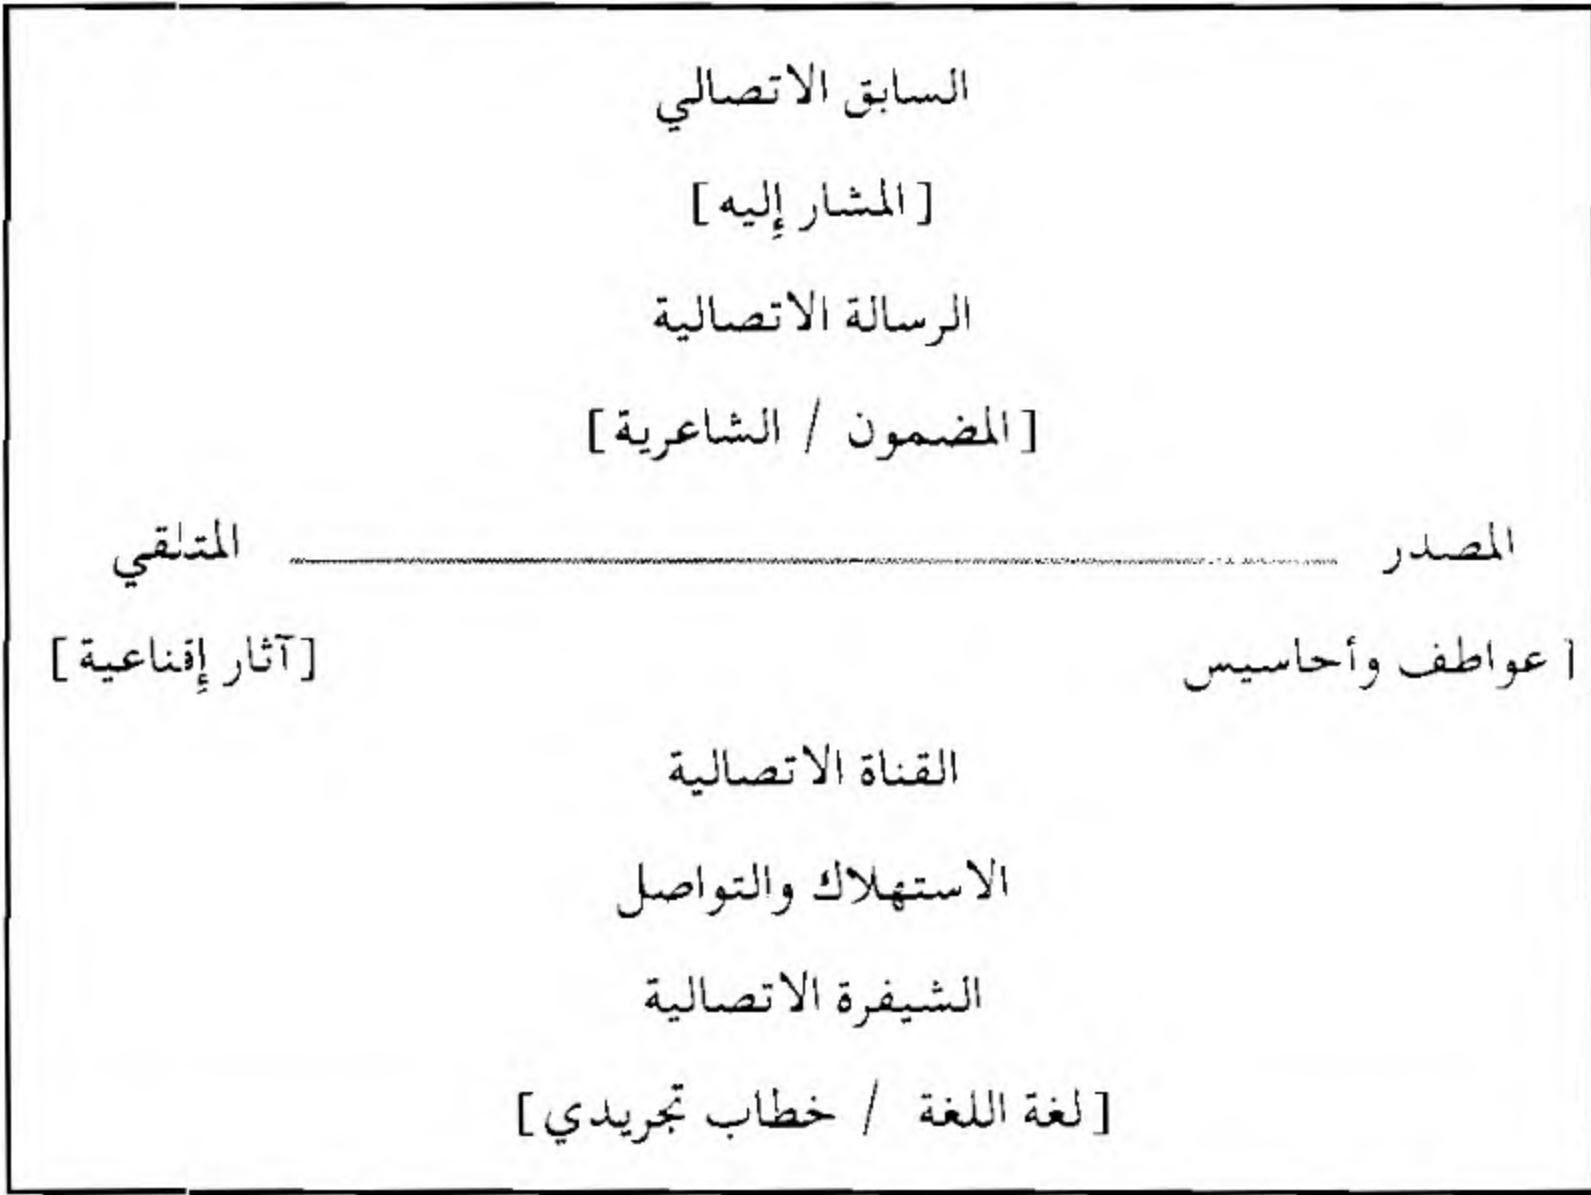 السابق الاتصالي
[المشار إليه]
الرسالة الاتصالية
[المضمون / الشاعرية]
المصدر المتلقي
[عواطف وأحاسيس [آثار إقناعية]
القناة الاتصالية
الاستهلاك والتواصل
الشيفرة الاتصالية
[لغة اللغة / خطاب تجريدي]